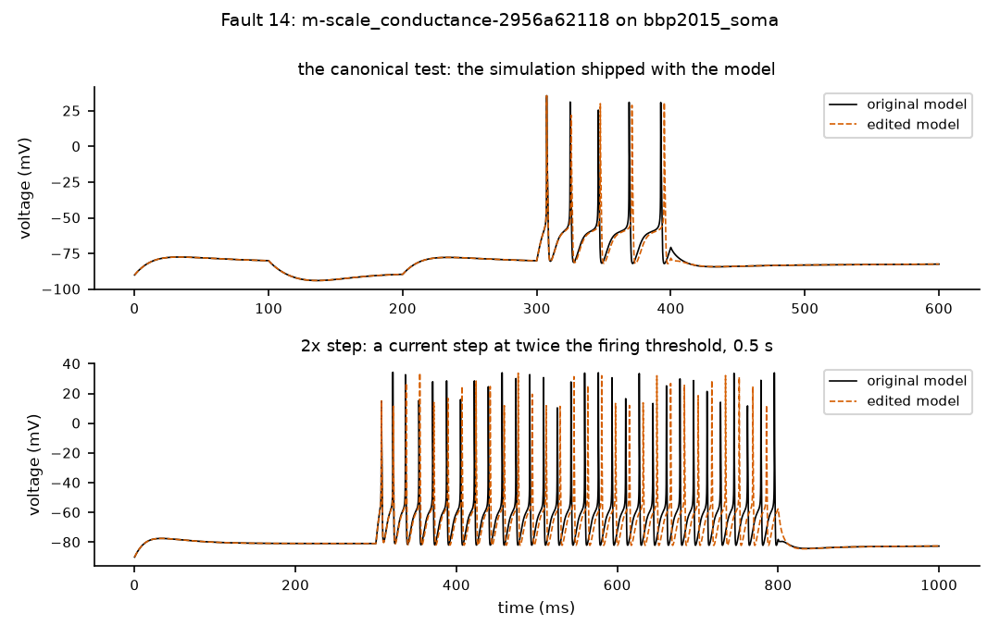 Fault 14: m-scale_conductance-2956a62118 on bbp2015_soma
the canonical test: the simulation shipped with the model
original model
edited model
voltage (mV)
25
0
−25
−50
−75
−100
0
100
200
300
400
500
600
2x step: a current step at twice the firing threshold, 0.5 s
original model
edited model
voltage (mV)
40
20
0
−20
−40
−60
−80
0
200
400
600
800
1000
time (ms)